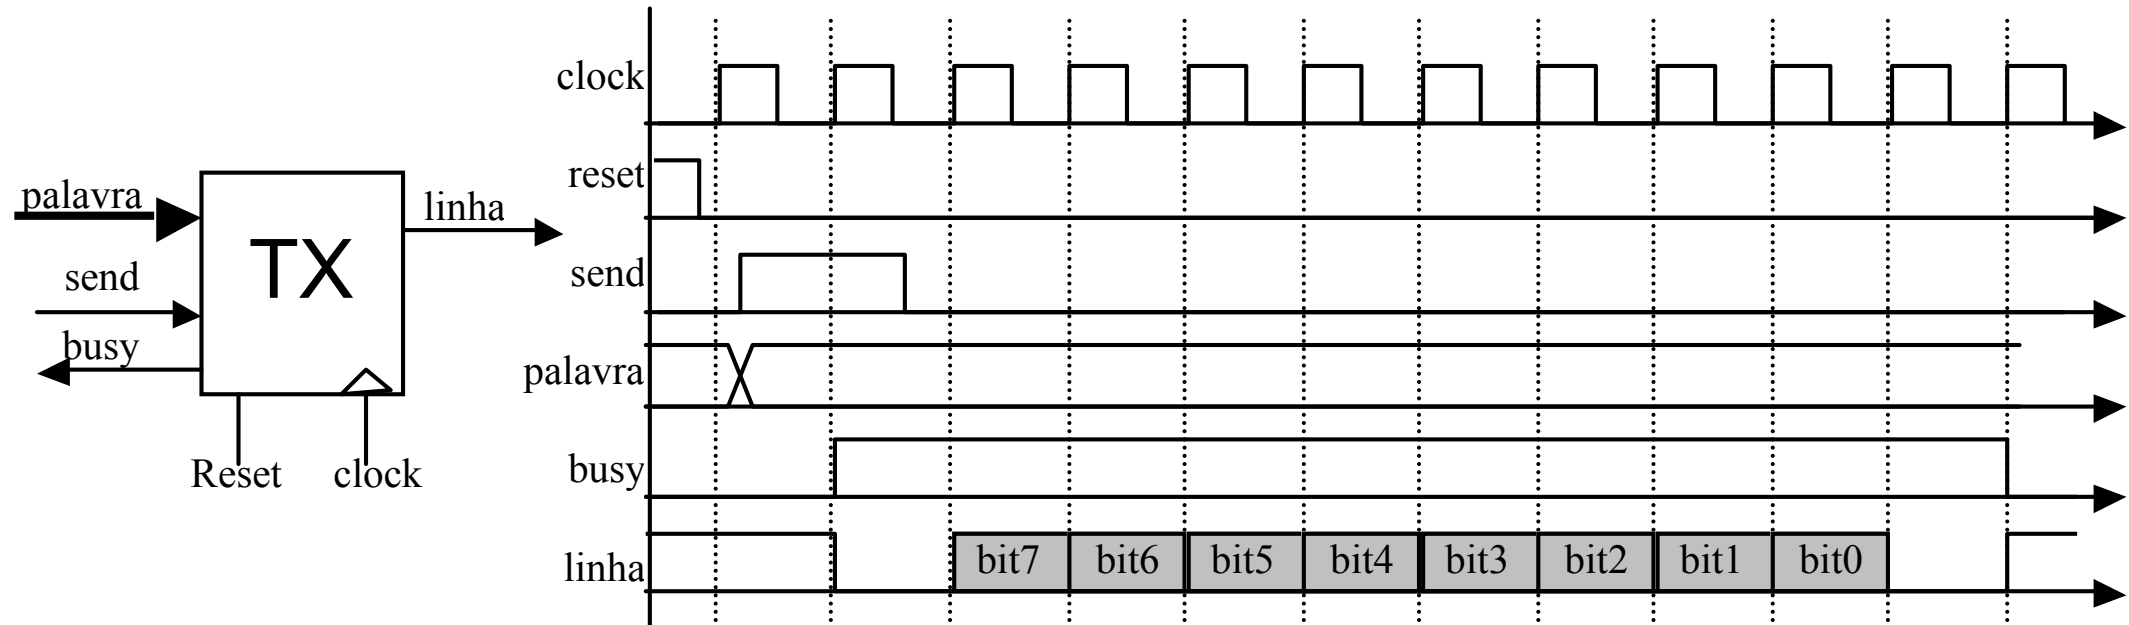 palavra
send
busy
TX
linha
Reset
clock
clock
reset
send
palavra
busy
linha
bit7 bit6 bit5 bit4 bit3 bit2 bit1 bit0